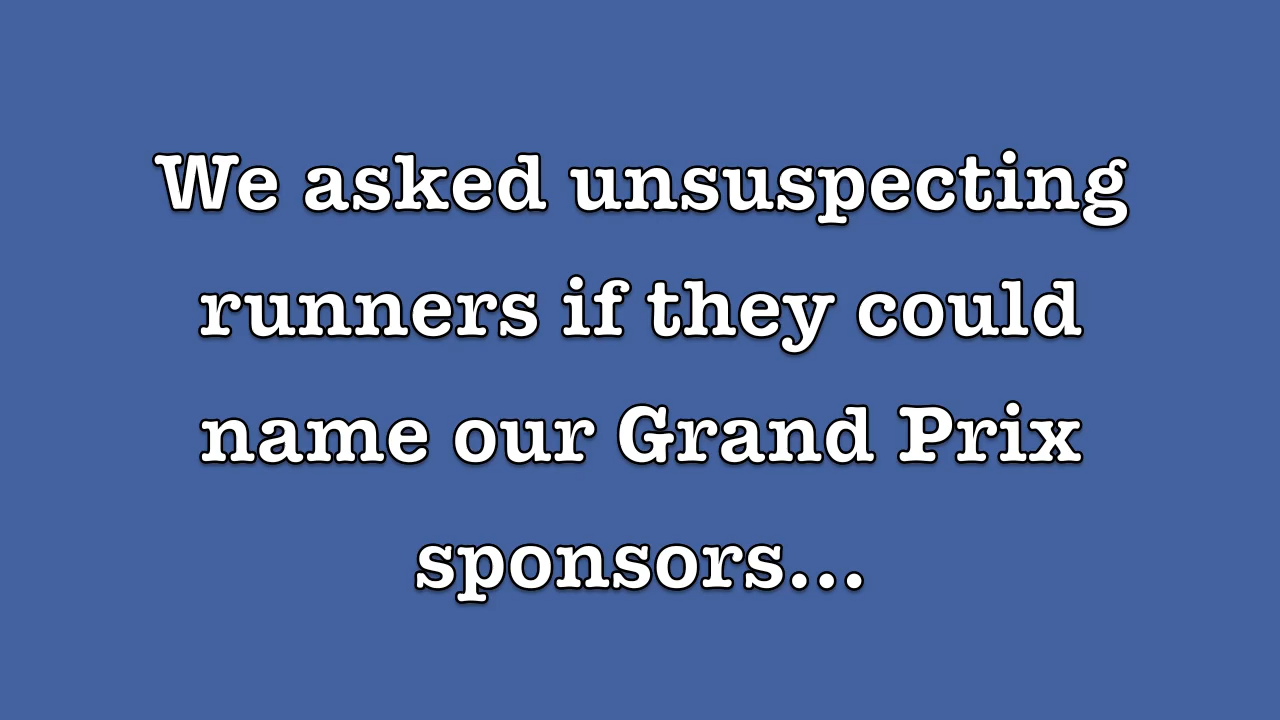 We asked unsuspecting
runners if they could
name our Grand Prix
sponsors...